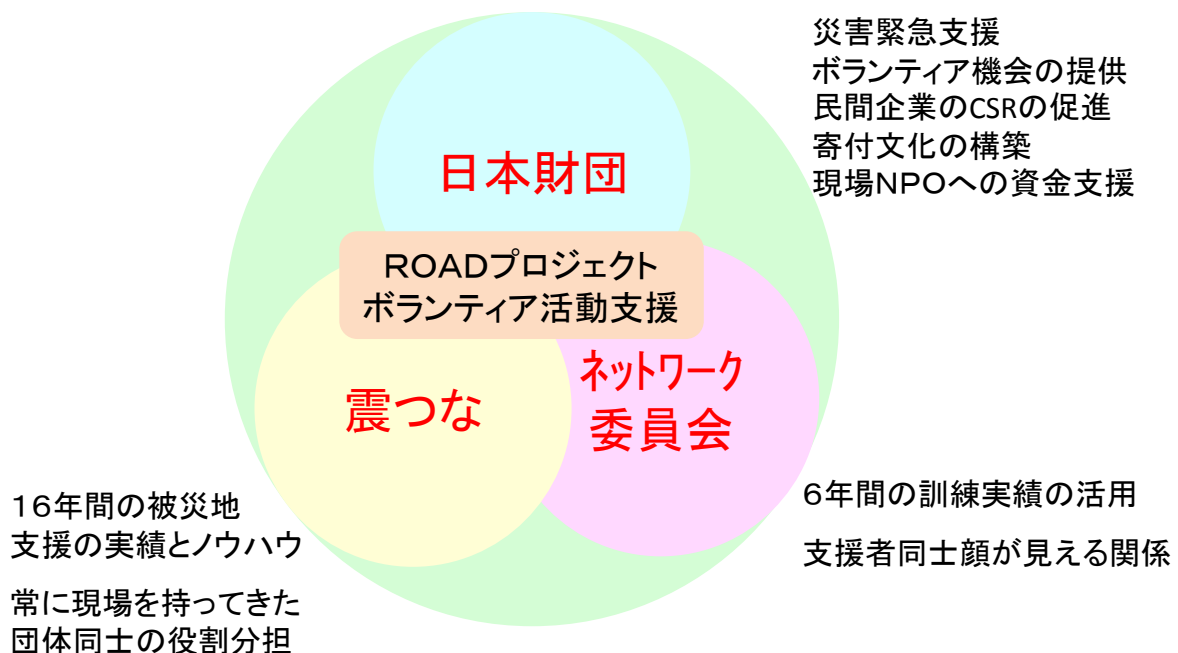 災害緊急支援
ボランティア機会の提供
民間企業のCSRの促進
寄付文化の構築
現場NPOへの資金支援
日本財団
ROADプロジェクト
ボランティア活動支援
震つな
ネットワーク
委員会
16年間の被災地
支援の実績とノウハウ
常に現場を持ってきた
団体同士の役割分担
6年間の訓練実績の活用
支援者同士顔が見える関係